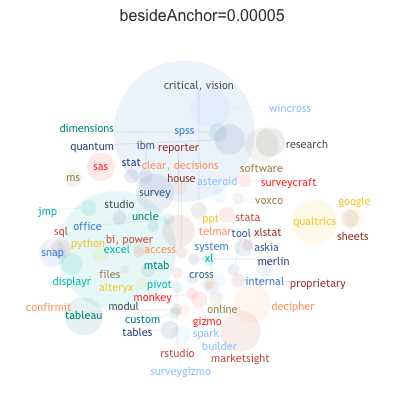 besideAnchor=0.00005
critical, vision
wincross
dimensions
spss
quantum
ibm
reporter
research
stat
clear, decisions
software
sas
house
ms
asteroid
surveycraft
survey
voxco
google
studio
jmp
uncle
ppt
stata
qualtrics
sql
office
telmar
tool
xlstat
sheets
python
bi, power
snap
excel
access
system
askia
xl
merlin
mtab
files
cross
displayr
alteryx
pivot
internal
proprietary
monkey
confirmit
modul
online
decipher
tableau
custom
gizmo
tables
spark
builder
rstudio
marketsight
surveygizmo